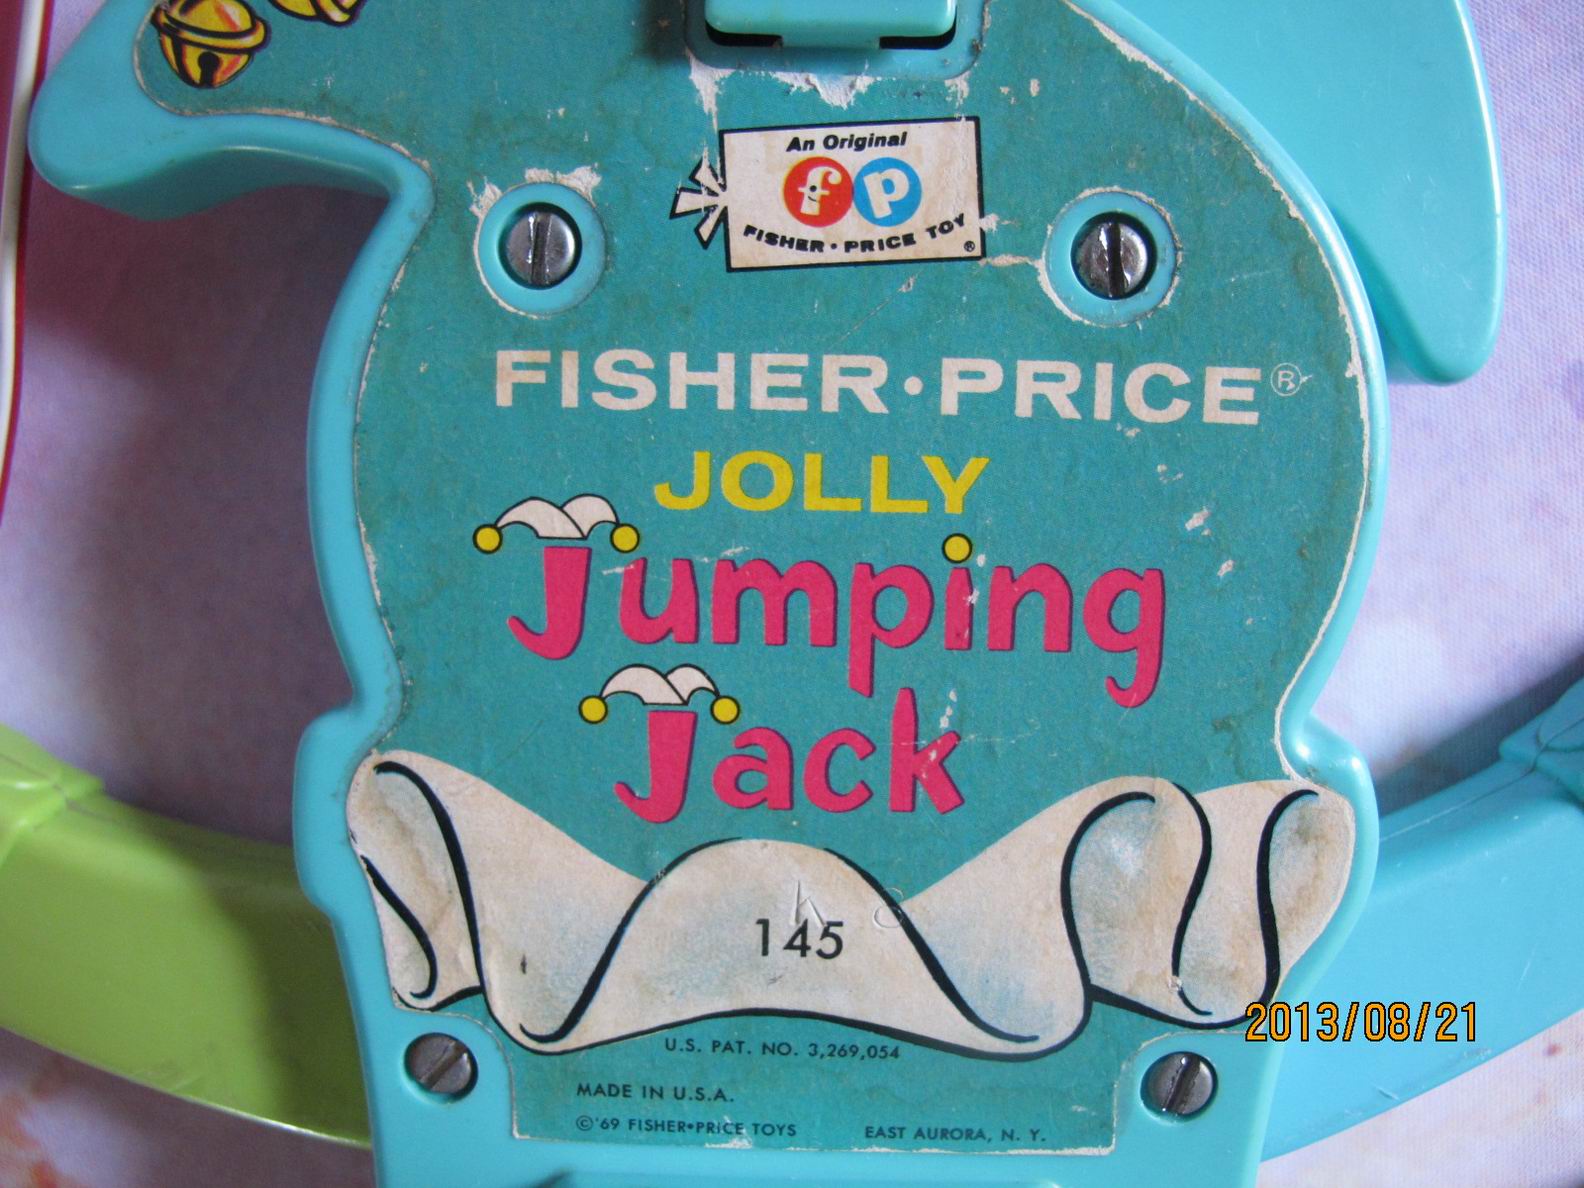 An Original
fp
FISHER • PRICE TOY
®
FISHER•PRICE®
JOLLY
Jumping
Jack
145
U.S. PAT. NO. 3,269,054
MADE IN U.S.A.
©'69 FISHER•PRICE TOYS EAST AURORA, N. Y.
2013/08/21